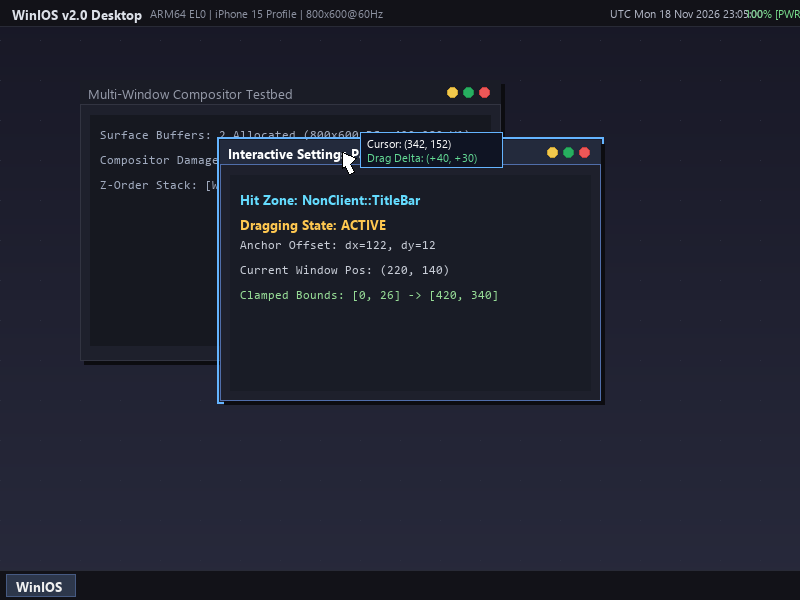 WinIOS v2.0 Desktop
ARM64 EL0 | iPhone 15 Profile | 800x600@60Hz
UTC Mon 18 Nov 2026 23:05
100% [PWR
Multi-Window Compositor Testbed
Surface Buffers: 2 Allocated (800x600
Compositor Damage
Z-Order Stack: [W
Interactive Settings P
Cursor: (342, 152)
Drag Delta: (+40, +30)
Hit Zone: NonClient::TitleBar
Dragging State: ACTIVE
Anchor Offset: dx=122, dy=12
Current Window Pos: (220, 140)
Clamped Bounds: [0, 26] -> [420, 340]
WinIOS